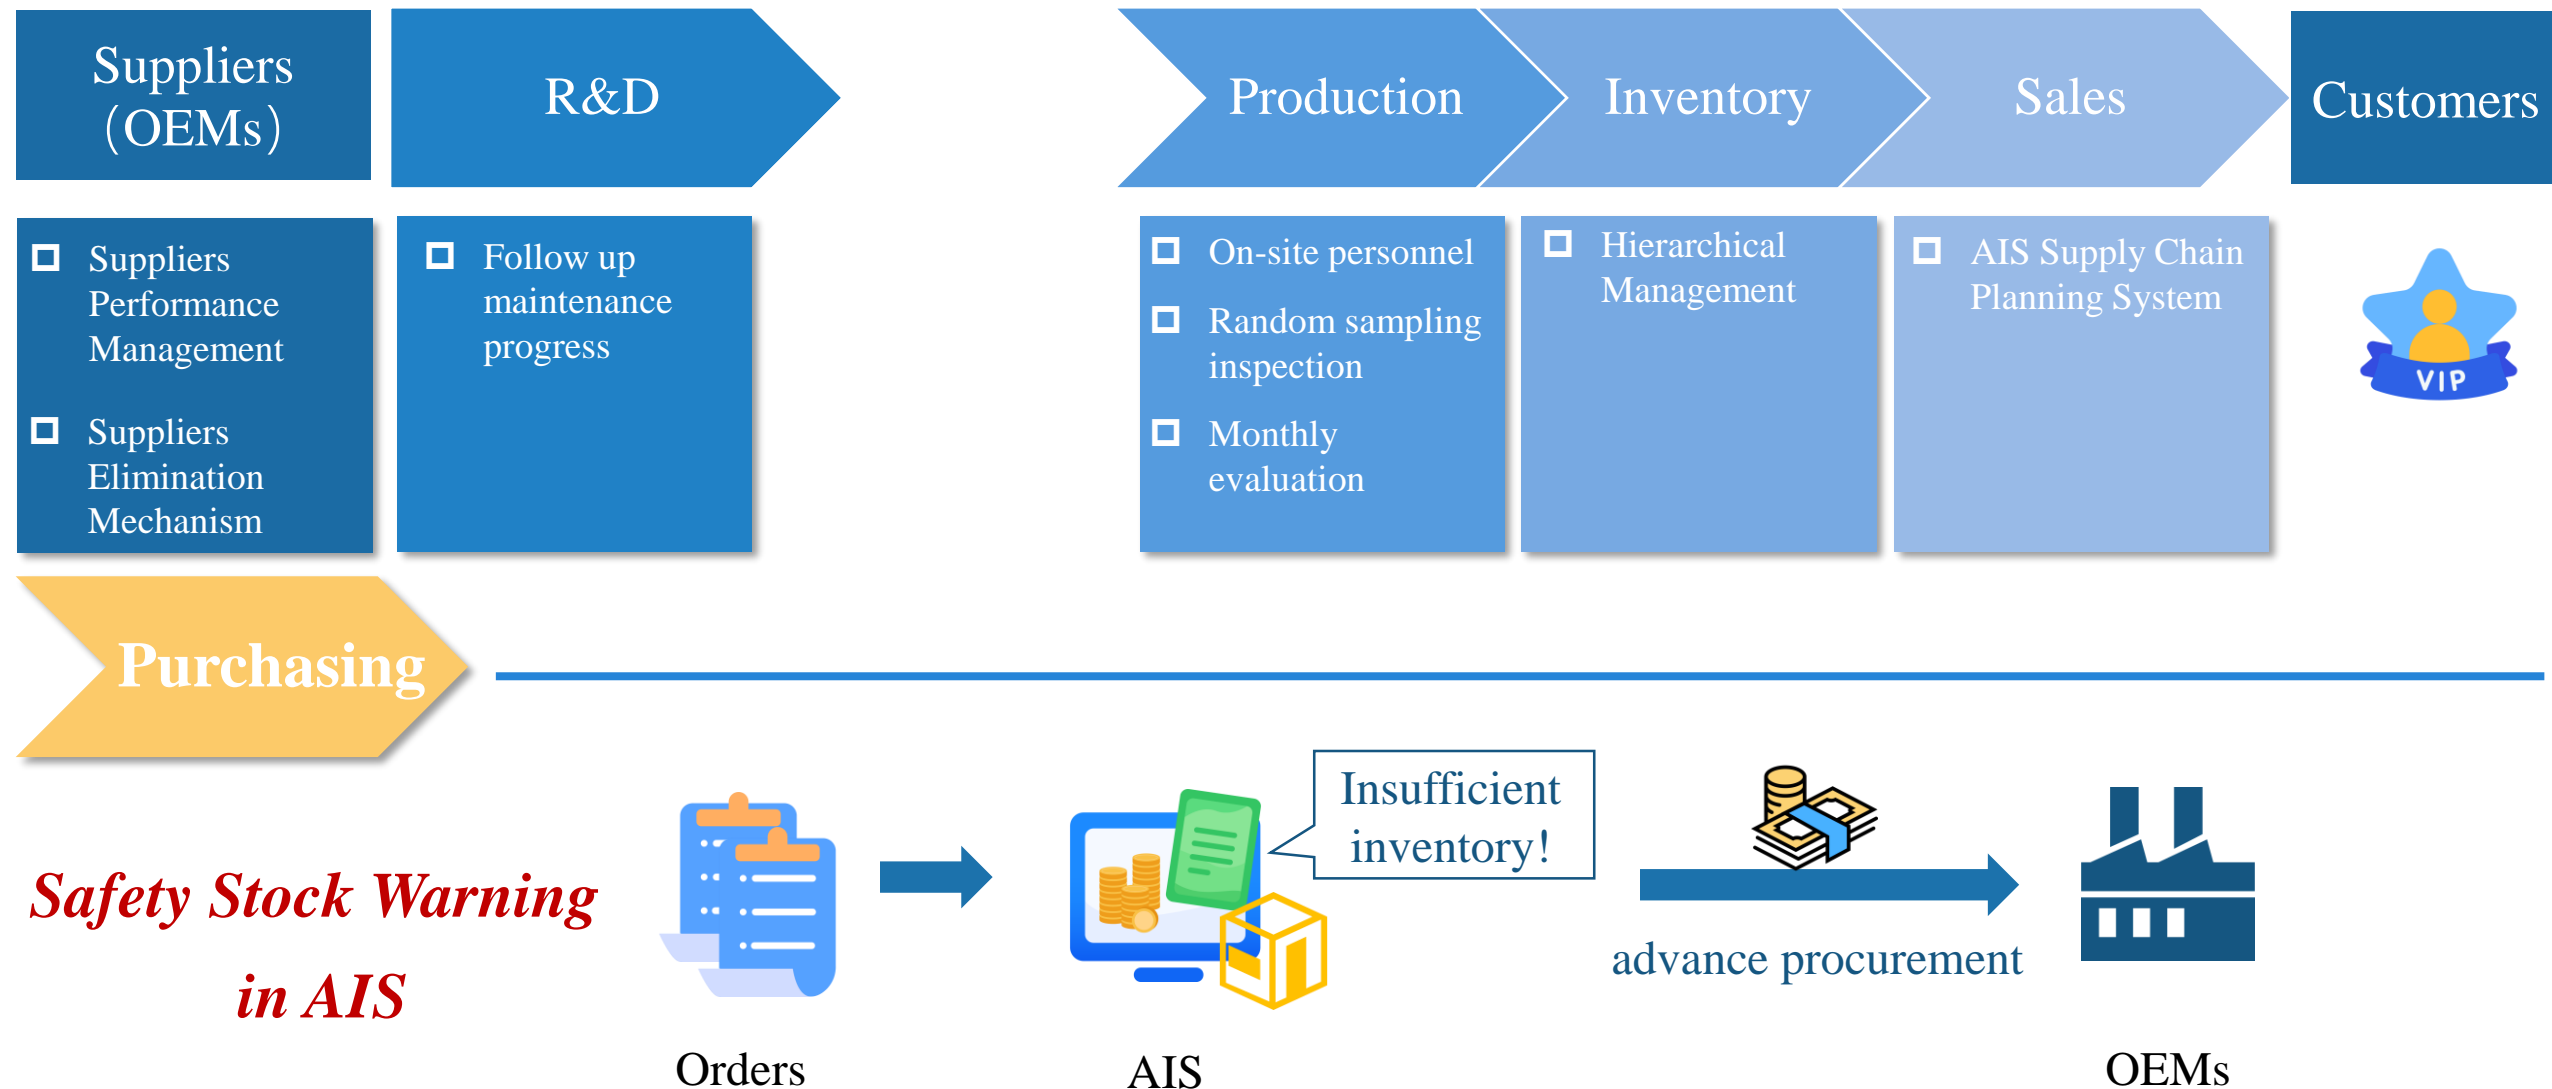 Suppliers
（OEMs）
R&D
Production
Inventory
Sales
Customers
Suppliers
Performance
Management
Suppliers
Elimination
Mechanism
Follow up
maintenance
progress
On-site personnel
Random sampling
inspection
Monthly
evaluation
Hierarchical
Management
AIS Supply Chain
Planning System
VIP
Purchasing
Safety Stock Warning
in AIS
Insufficient
inventory!
advance procurement
Orders
AIS
OEMs